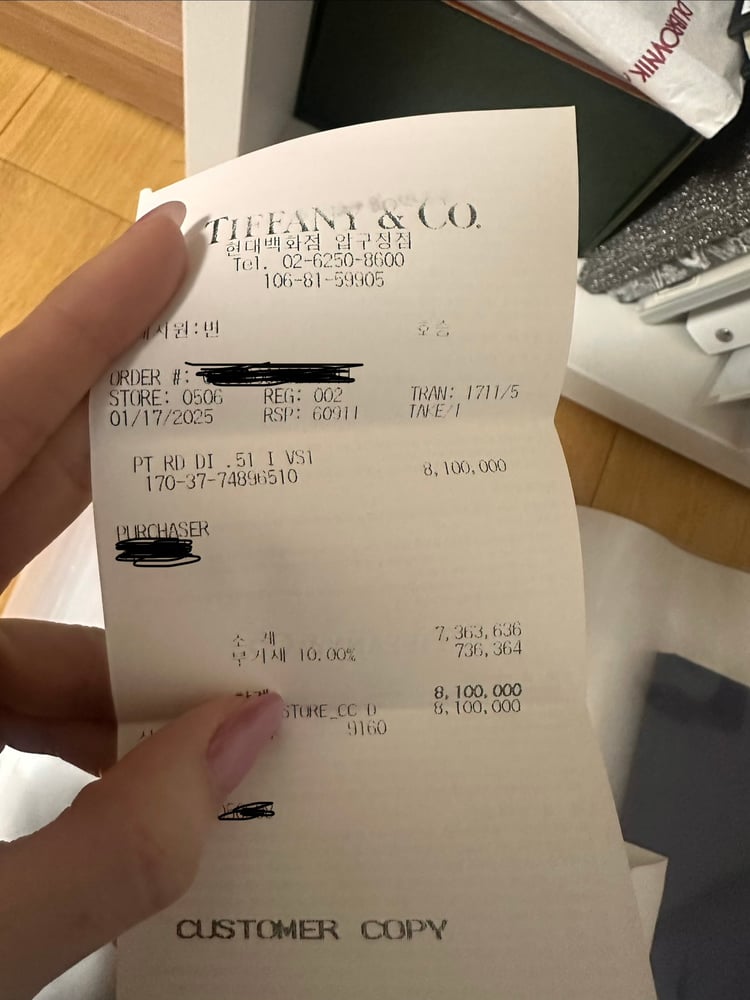 DUBROVNIK
TIFFANY & CO.
현대백화점 압구정점
Tel. 02-6250-8600
106-81-59905
호증
ORDER #:
STORE: 0506 REG: 002 TRAN: 1711/5
01/17/2025 RSP: 60911 TAKE/1
PT RD DI .51 I VS1 8,100,000
170-37-74896510
PURCHASER
소 계 7,363,636
부가세 10.00% 736,364
8,100,000
STORE_CC D 8,100,000
9160
CUSTOMER COPY